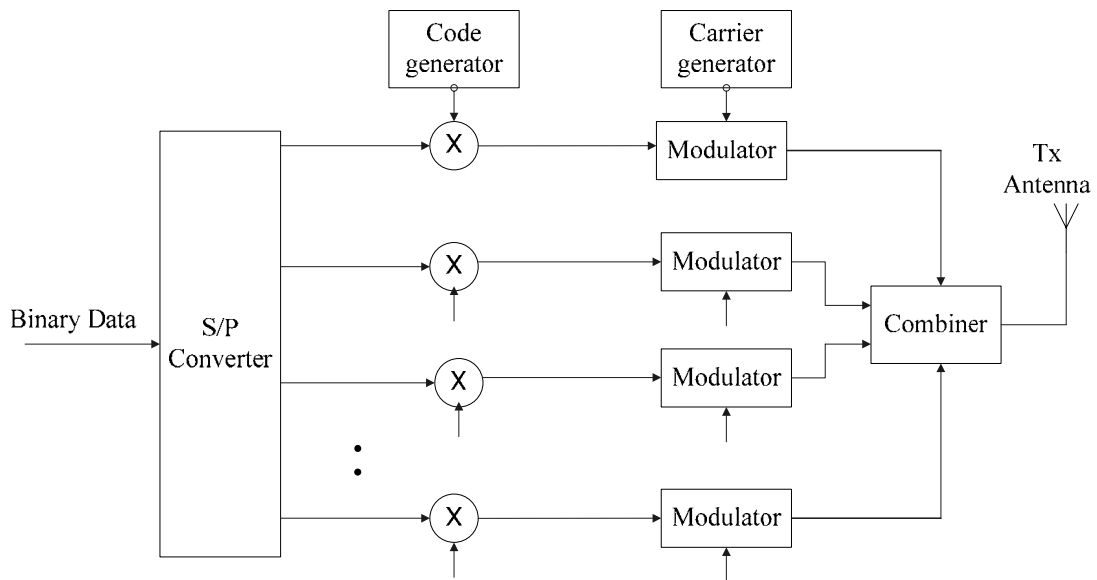 Code
generator
Carrier
generator
X
Modulator
Tx
Antenna
X
Modulator
Binary Data
S/P
Converter
Combiner
X
Modulator
X
Modulator